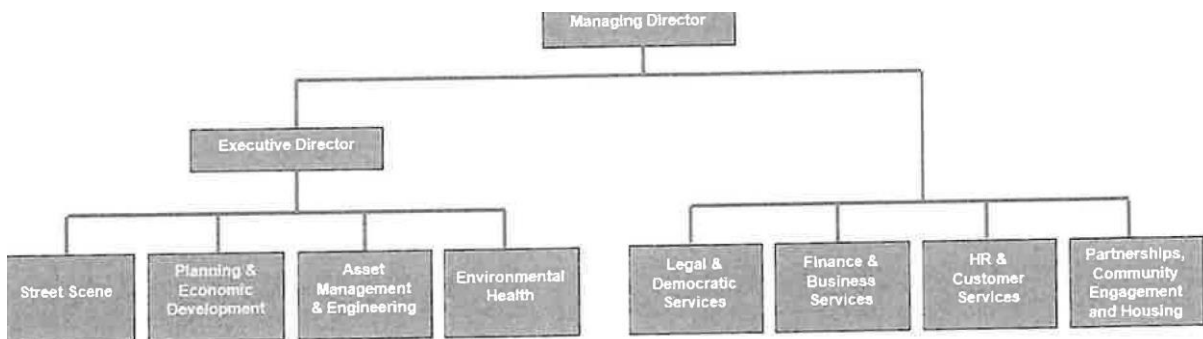 Managing Director
Executive Director
Street Scene
Planning &
Economic
Development
Asset
Management
& Engineering
Environmental
Health
Legal &
Democratic
Services
Finance &
Business
Services
HR &
Customer
Services
Partnerships,
Community
Engagement
and Housing